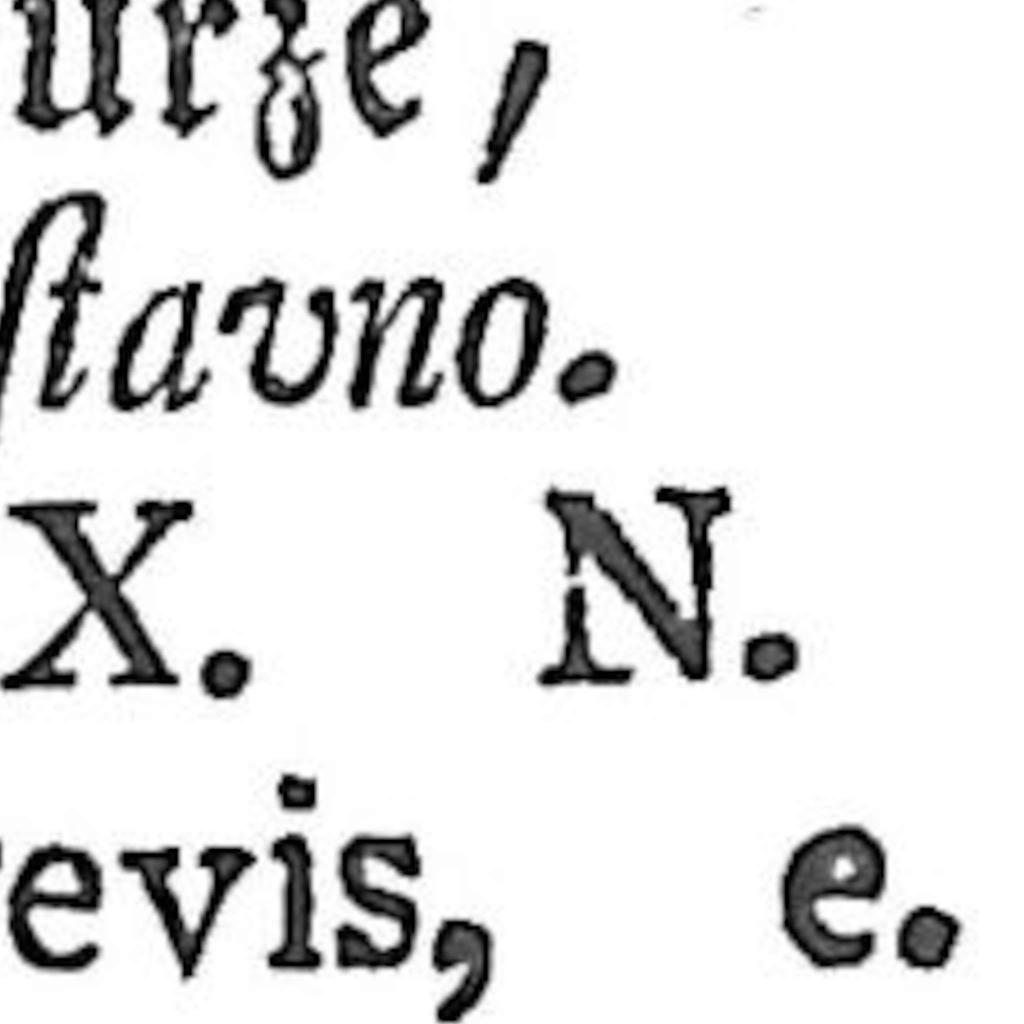 urze,
ſtavno.
X. N.
evis, e.